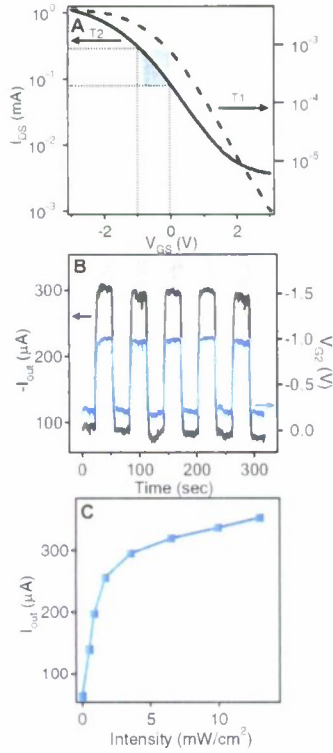 A
T2
T1
10⁰
10⁻¹
10⁻²
10⁻³
10⁻³
10⁻⁴
10⁻⁵
I_DS (mA)
-2
0
2
V_GS (V)
B
300
200
100
-I_out (µA)
-1.5
-1.0
-0.5
0.0
V_G2 (V)
0
100
200
300
Time (sec)
C
300
200
100
I_out (µA)
0
5
10
Intensity (mW/cm²)